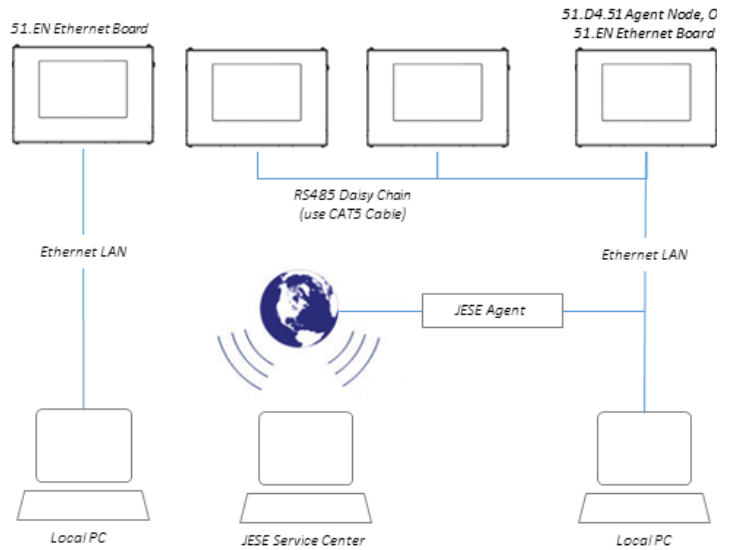 51.EN Ethernet Board
51.D4.51 Agent Node, O
51.EN Ethernet Board
RS485 Daisy Chain
(use CAT5 Cable)
Ethernet LAN
Ethernet LAN
JESE Agent
Local PC
JESE Service Center
Local PC